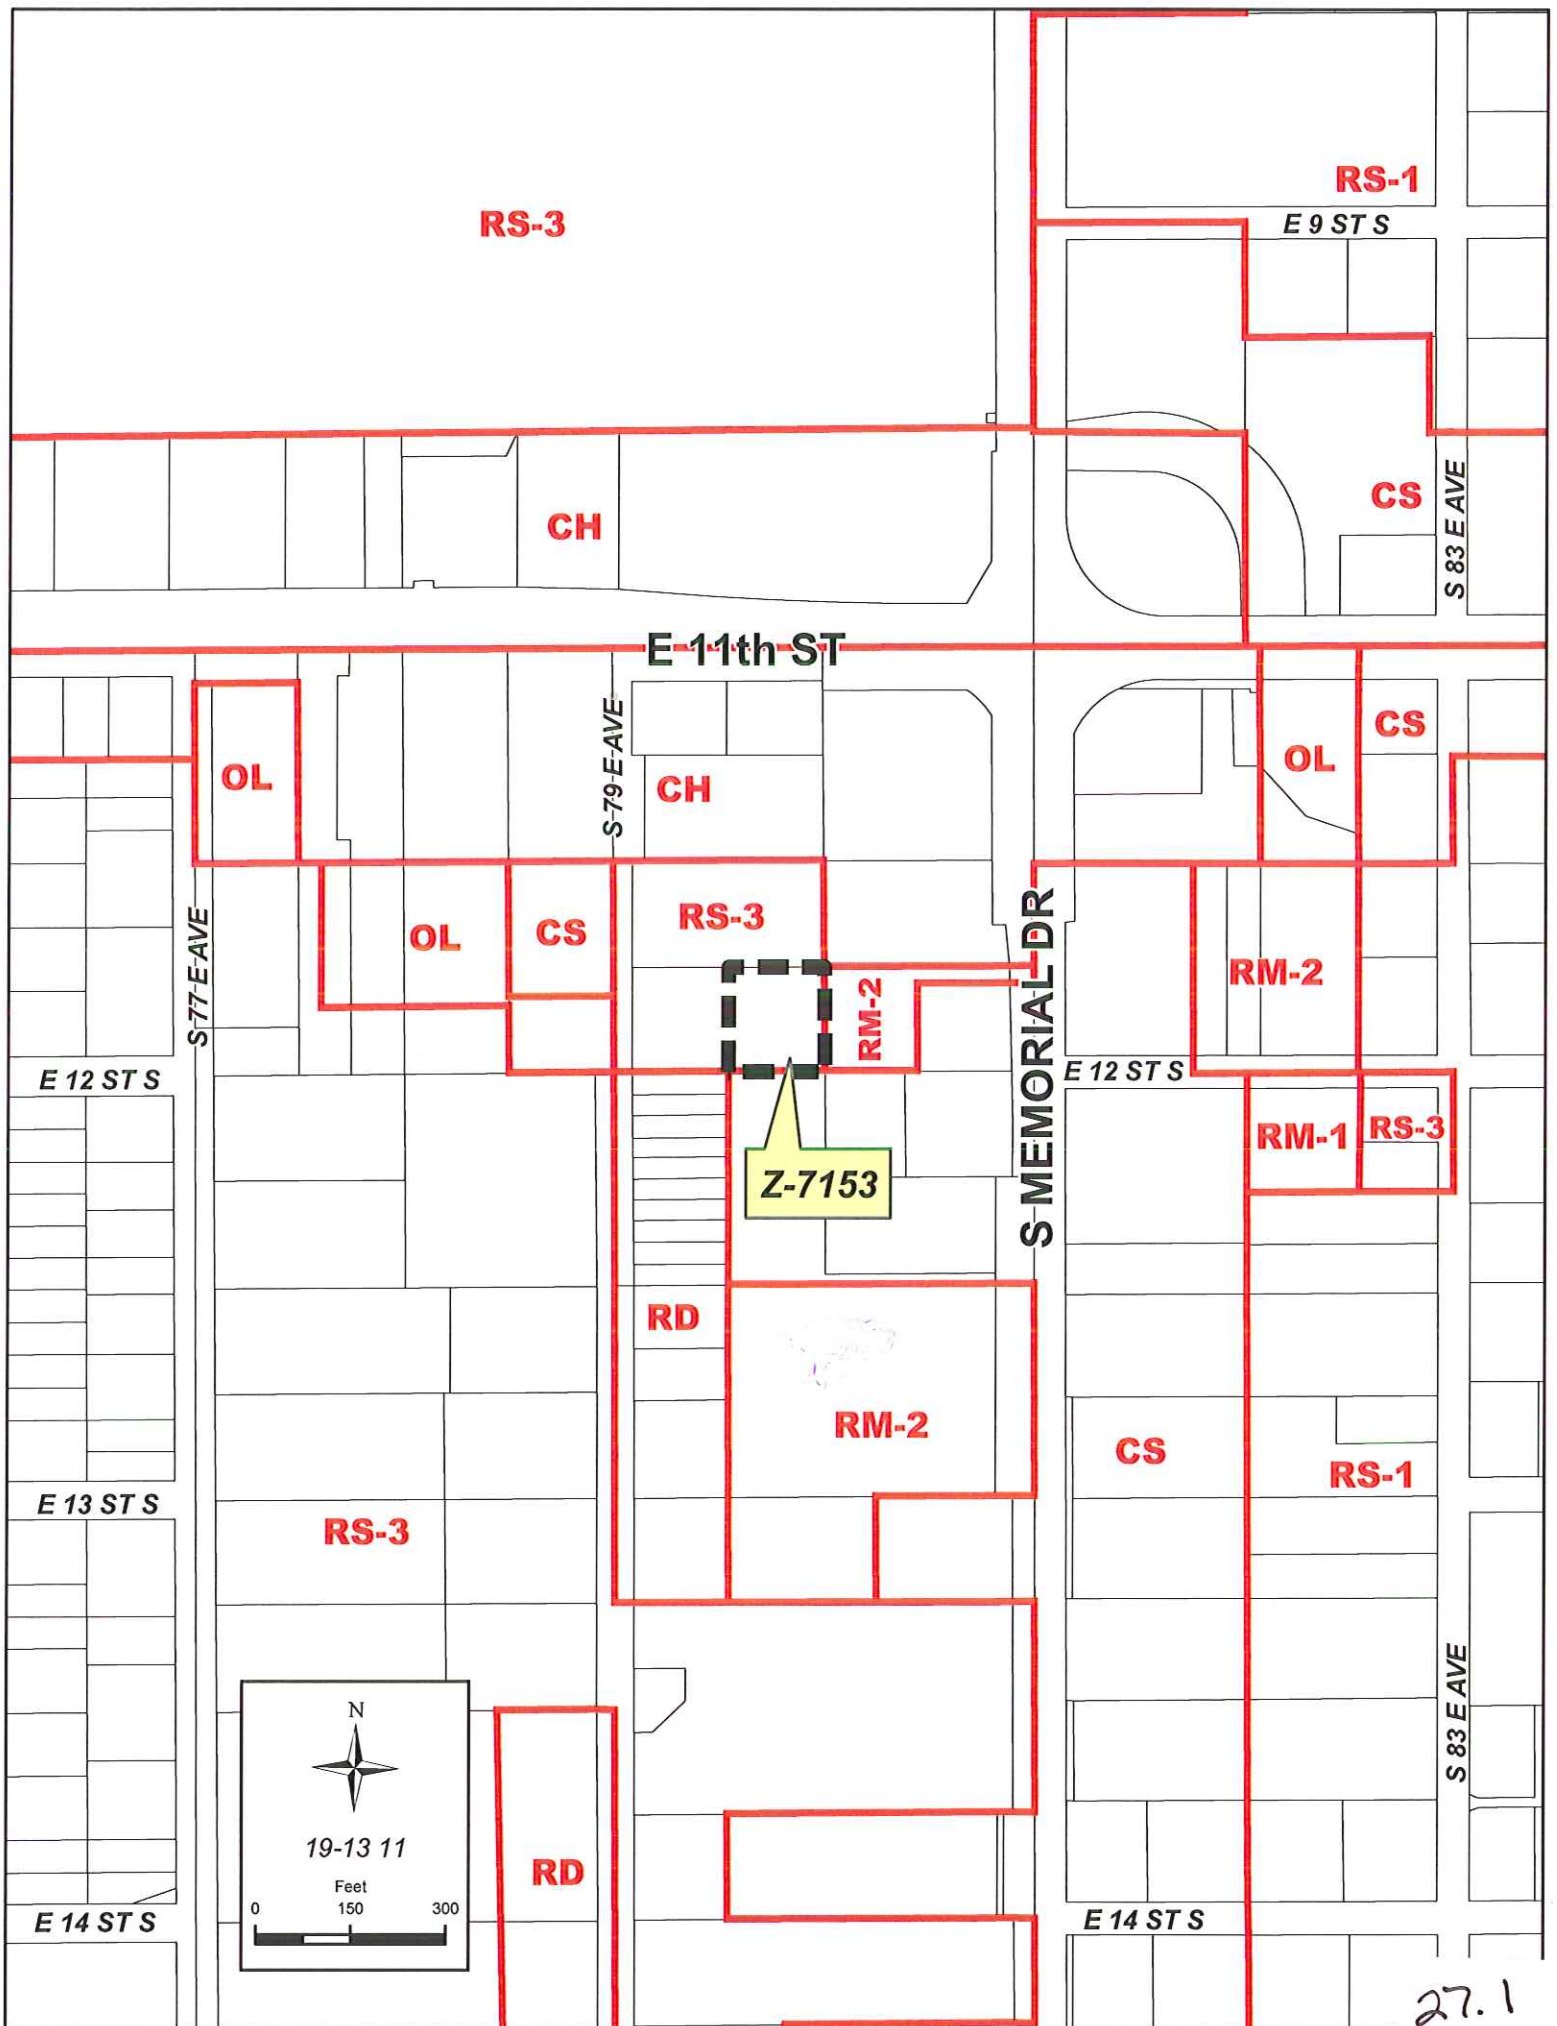 RS-1
RS-3
E 9 ST S
CS
CH
S 83 E AVE
E 11th ST
CS
OL
OL
CH
S 79 E AVE
RS-3
CS
OL
S 77 E AVE
RM-2
RM-2
S MEMORIAL DR
E 12 ST S
E 12 ST S
RM-1
RS-3
Z-7153
RD
RM-2
CS
RS-1
E 13 ST S
RS-3
S 83 E AVE
N
19-13 11
Feet
0 150 300
RD
E 14 ST S
E 14 ST S
27.1